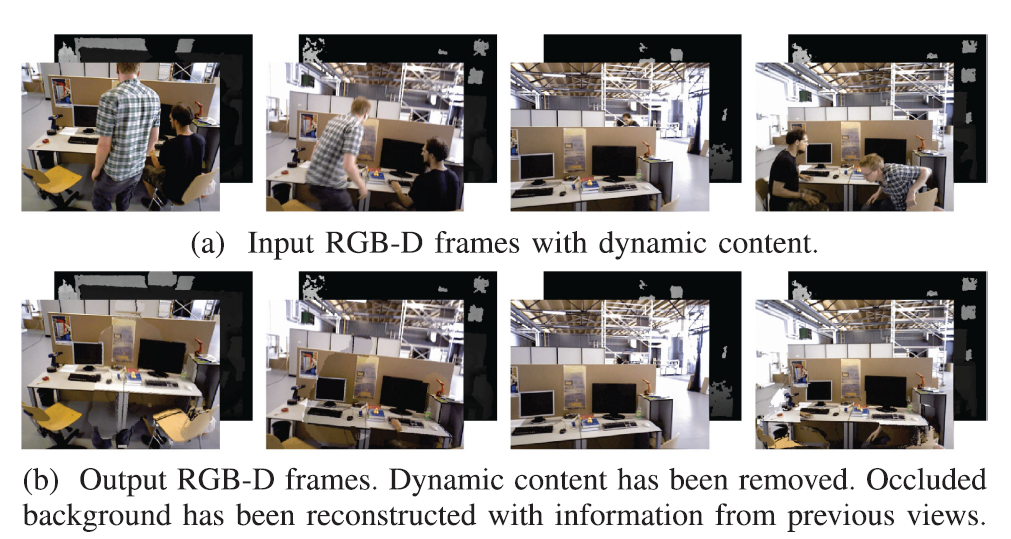 (a) Input RGB-D frames with dynamic content.
(b) Output RGB-D frames. Dynamic content has been removed. Occluded
background has been reconstructed with information from previous views.